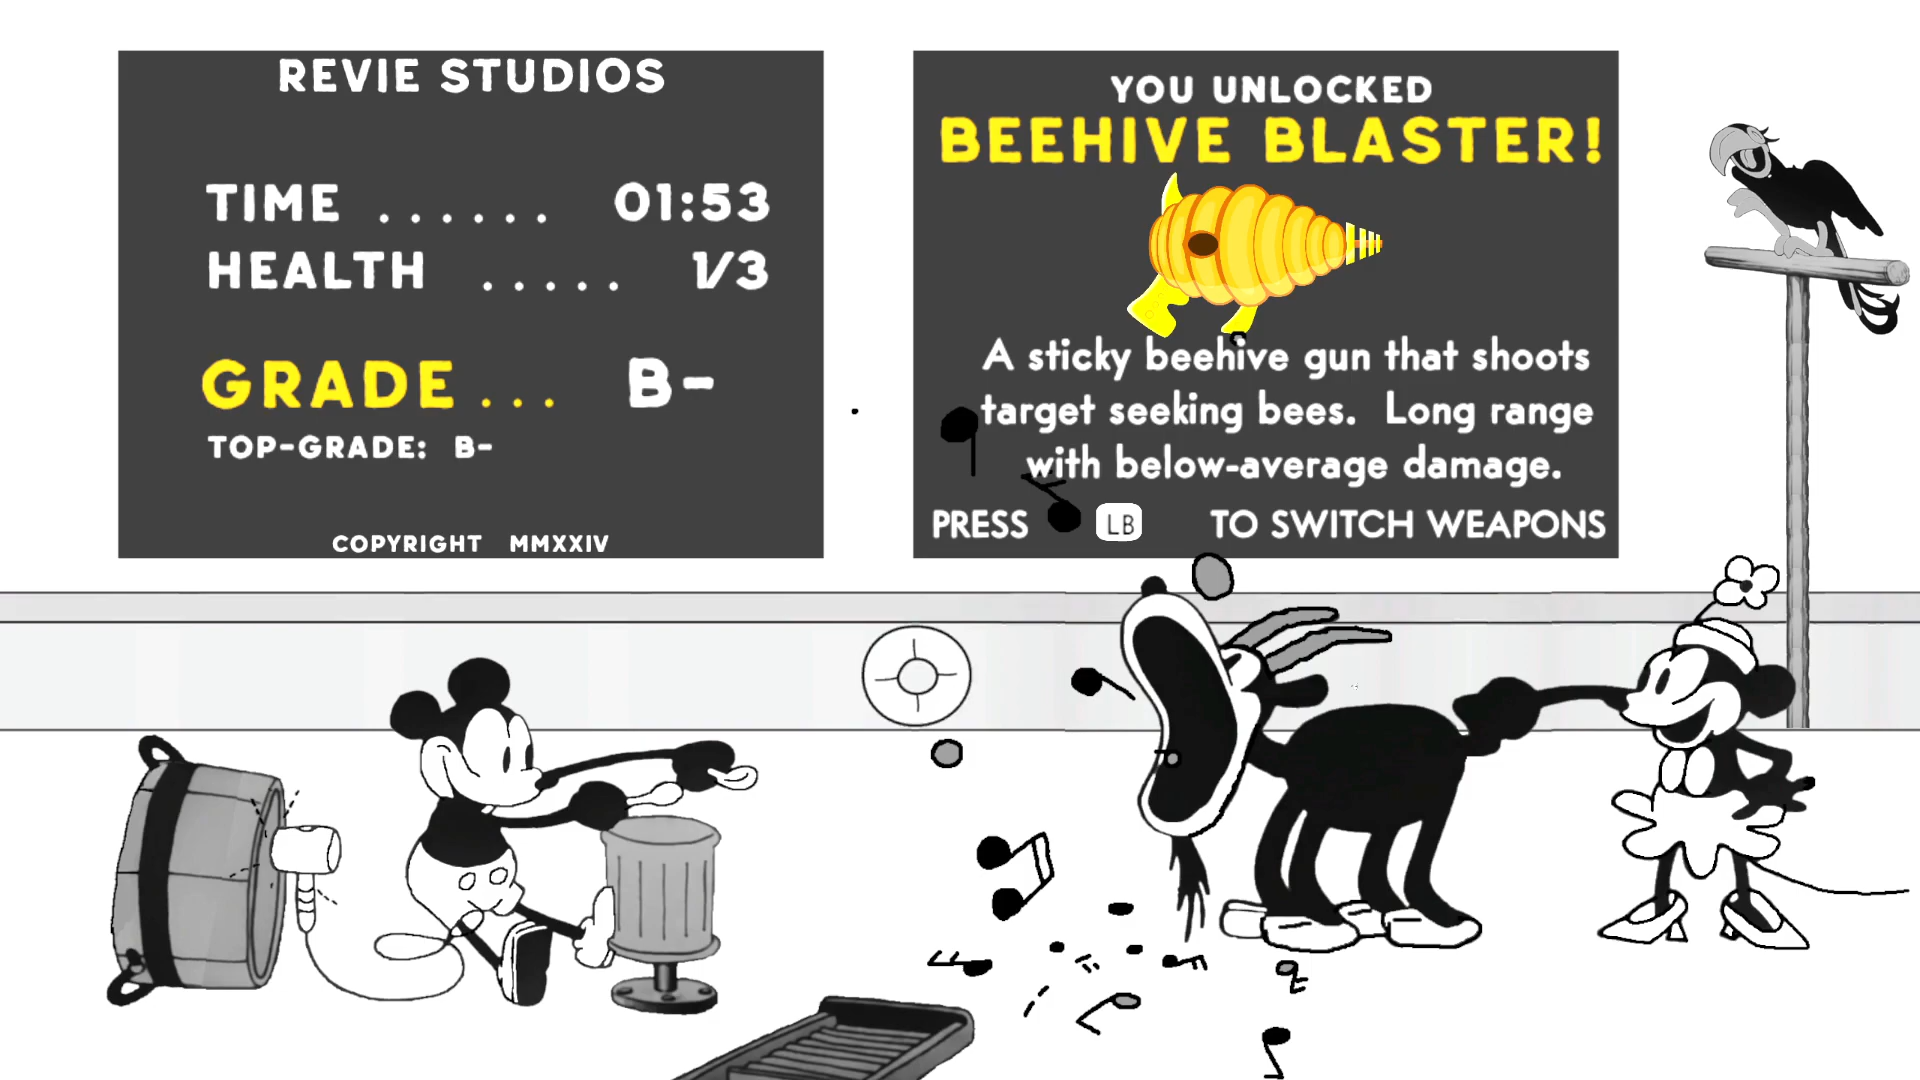 REVIE STUDIOS
TIME ...... 01:53
HEALTH ..... 1/3
GRADE ... B-
TOP-GRADE: B-
COPYRIGHT MMXXIV
YOU UNLOCKED
BEEHIVE BLASTER!
A sticky beehive gun that shoots
target seeking bees. Long range
with below-average damage.
PRESS LB TO SWITCH WEAPONS